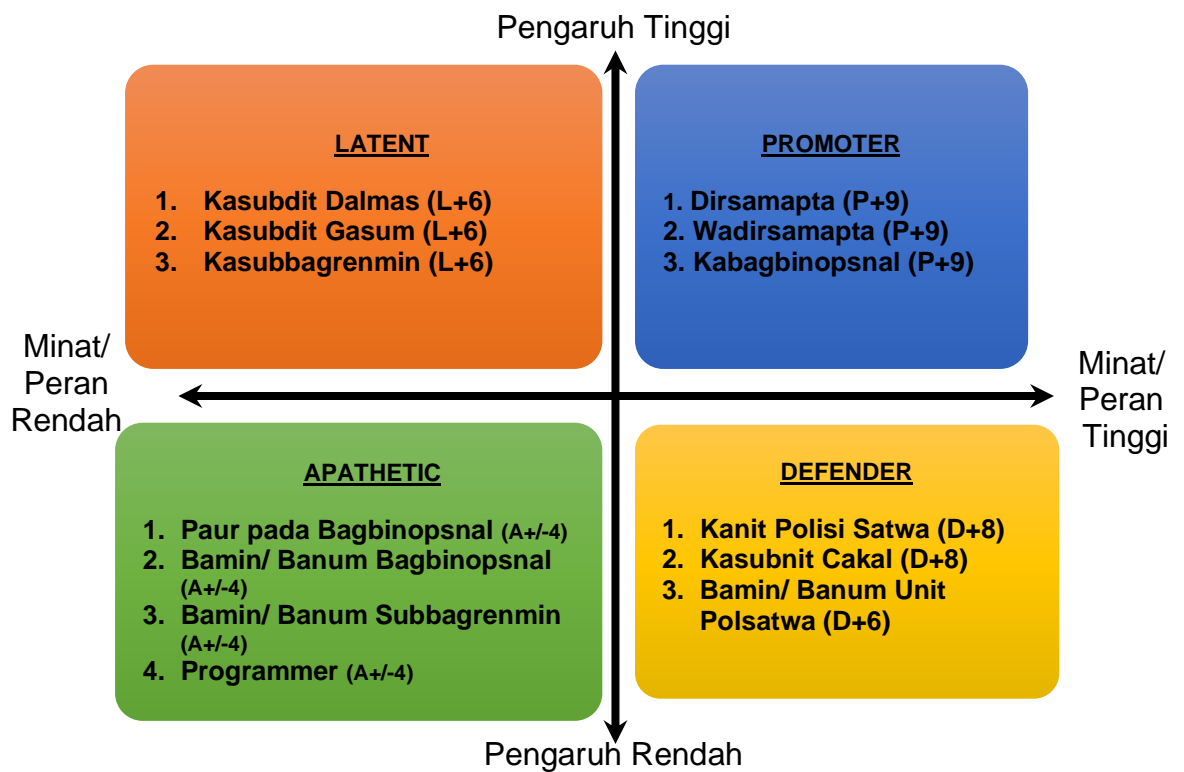 Pengaruh Tinggi
LATENT
1. Kasubdit Dalmas (L+6)
2. Kasubdit Gasum (L+6)
3. Kasubbagrenmin (L+6)
PROMOTER
1. Dirsamapta (P+9)
2. Wadirsamapta (P+9)
3. Kabagbinopsnal (P+9)
Minat/
Peran
Rendah
Minat/
Peran
Tinggi
APATHETIC
1. Paur pada Bagbinopsnal (A+/-4)
2. Bamin/ Banum Bagbinopsnal
(A+/-4)
3. Bamin/ Banum Subbagrenmin
(A+/-4)
4. Programmer (A+/-4)
DEFENDER
1. Kanit Polisi Satwa (D+8)
2. Kasubnit Cakal (D+8)
3. Bamin/ Banum Unit
Polsatwa (D+6)
Pengaruh Rendah